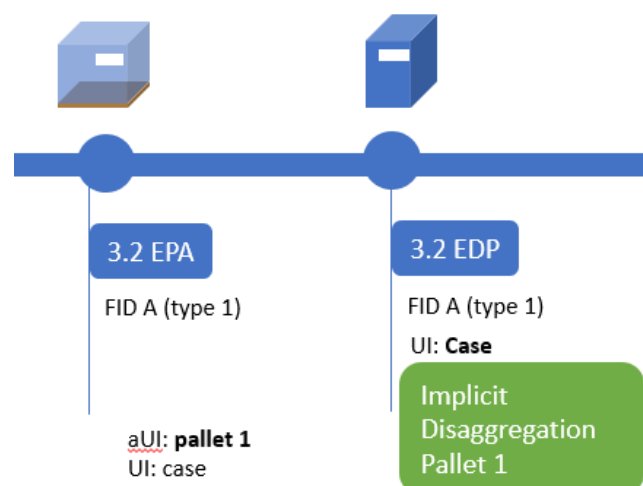 3.2 EPA
FID A (type 1)
aUI: pallet 1
UI: case
3.2 EDP
FID A (type 1)
UI: Case
Implicit
Disaggregation
Pallet 1